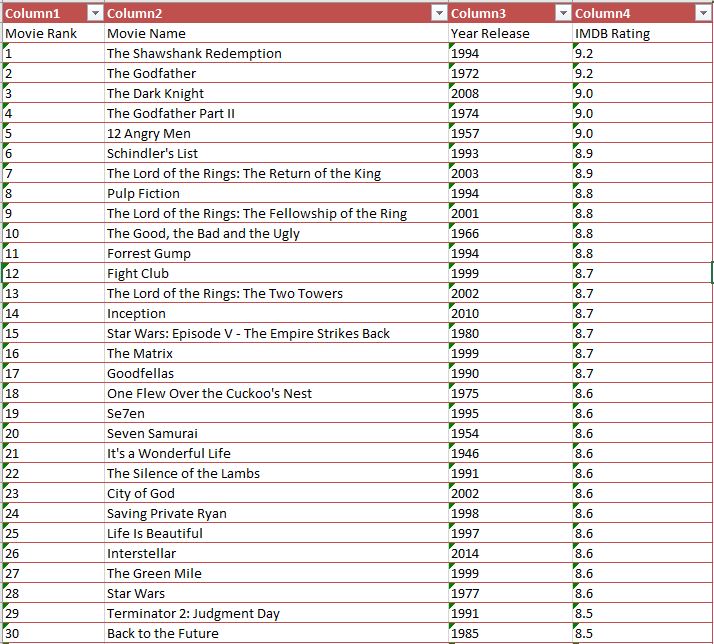 Column1 Column2 Column3 Column4
Movie Rank Movie Name Year Release IMDB Rating
1 The Shawshank Redemption 1994 9.2
2 The Godfather 1972 9.2
3 The Dark Knight 2008 9.0
4 The Godfather Part II 1974 9.0
5 12 Angry Men 1957 9.0
6 Schindler's List 1993 8.9
7 The Lord of the Rings: The Return of the King 2003 8.9
8 Pulp Fiction 1994 8.8
9 The Lord of the Rings: The Fellowship of the Ring 2001 8.8
10 The Good, the Bad and the Ugly 1966 8.8
11 Forrest Gump 1994 8.8
12 Fight Club 1999 8.7
13 The Lord of the Rings: The Two Towers 2002 8.7
14 Inception 2010 8.7
15 Star Wars: Episode V - The Empire Strikes Back 1980 8.7
16 The Matrix 1999 8.7
17 Goodfellas 1990 8.7
18 One Flew Over the Cuckoo's Nest 1975 8.6
19 Se7en 1995 8.6
20 Seven Samurai 1954 8.6
21 It's a Wonderful Life 1946 8.6
22 The Silence of the Lambs 1991 8.6
23 City of God 2002 8.6
24 Saving Private Ryan 1998 8.6
25 Life Is Beautiful 1997 8.6
26 Interstellar 2014 8.6
27 The Green Mile 1999 8.6
28 Star Wars 1977 8.6
29 Terminator 2: Judgment Day 1991 8.5
30 Back to the Future 1985 8.5